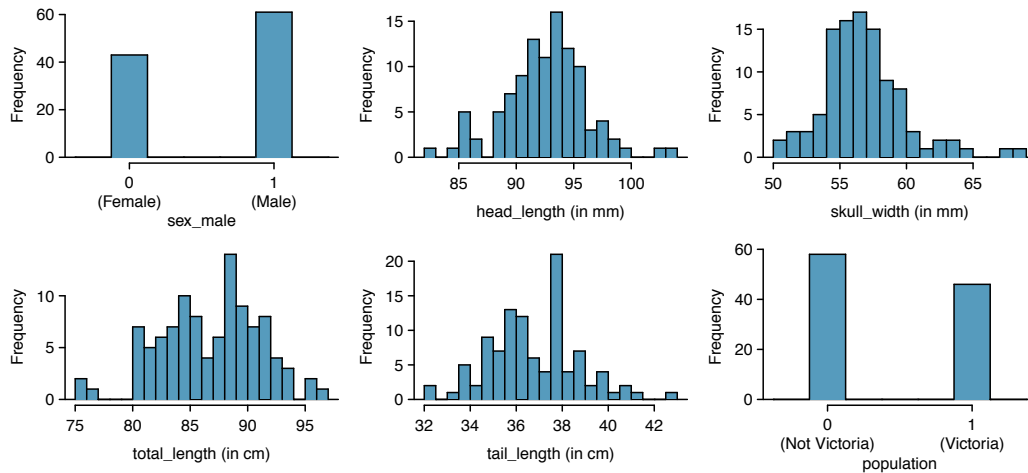 Frequency
60
40
20
0
0
1
(Female)
(Male)
sex_male
Frequency
15
10
5
0
85
90
95
100
head_length (in mm)
Frequency
15
10
5
0
50
55
60
65
skull_width (in mm)
Frequency
10
5
0
75
80
85
90
95
total_length (in cm)
Frequency
20
15
10
5
0
32
34
36
38
40
42
tail_length (in cm)
Frequency
60
40
20
0
0
1
(Not Victoria)
(Victoria)
population